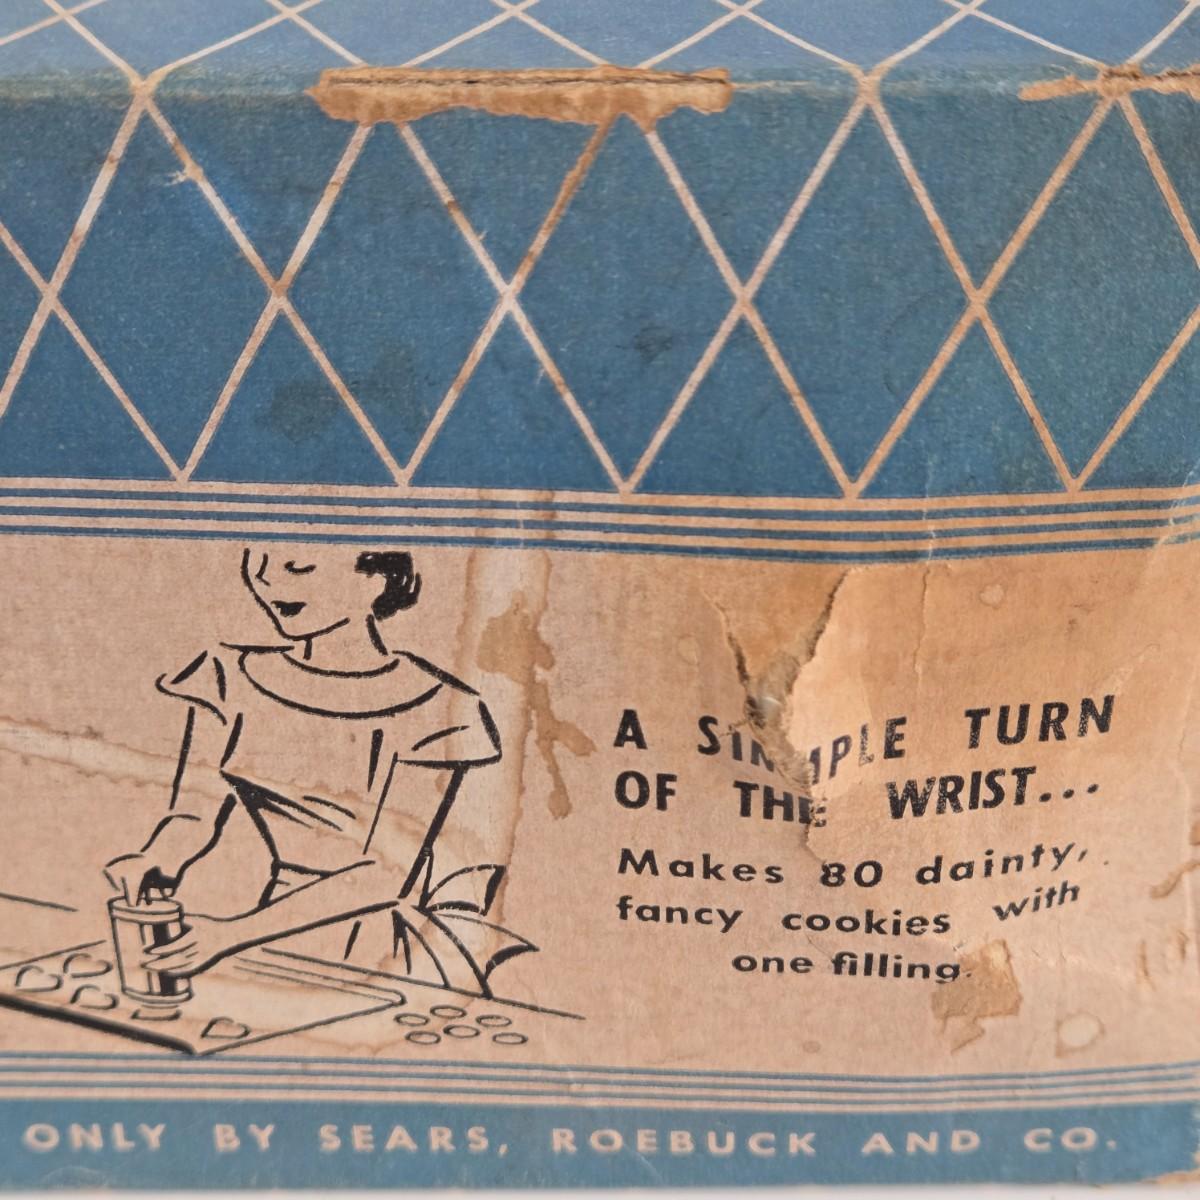 A SIMPLE TURN
OF THE WRIST...
Makes 80 dainty,
fancy cookies with
one filling.
ONLY BY SEARS, ROEBUCK AND CO.